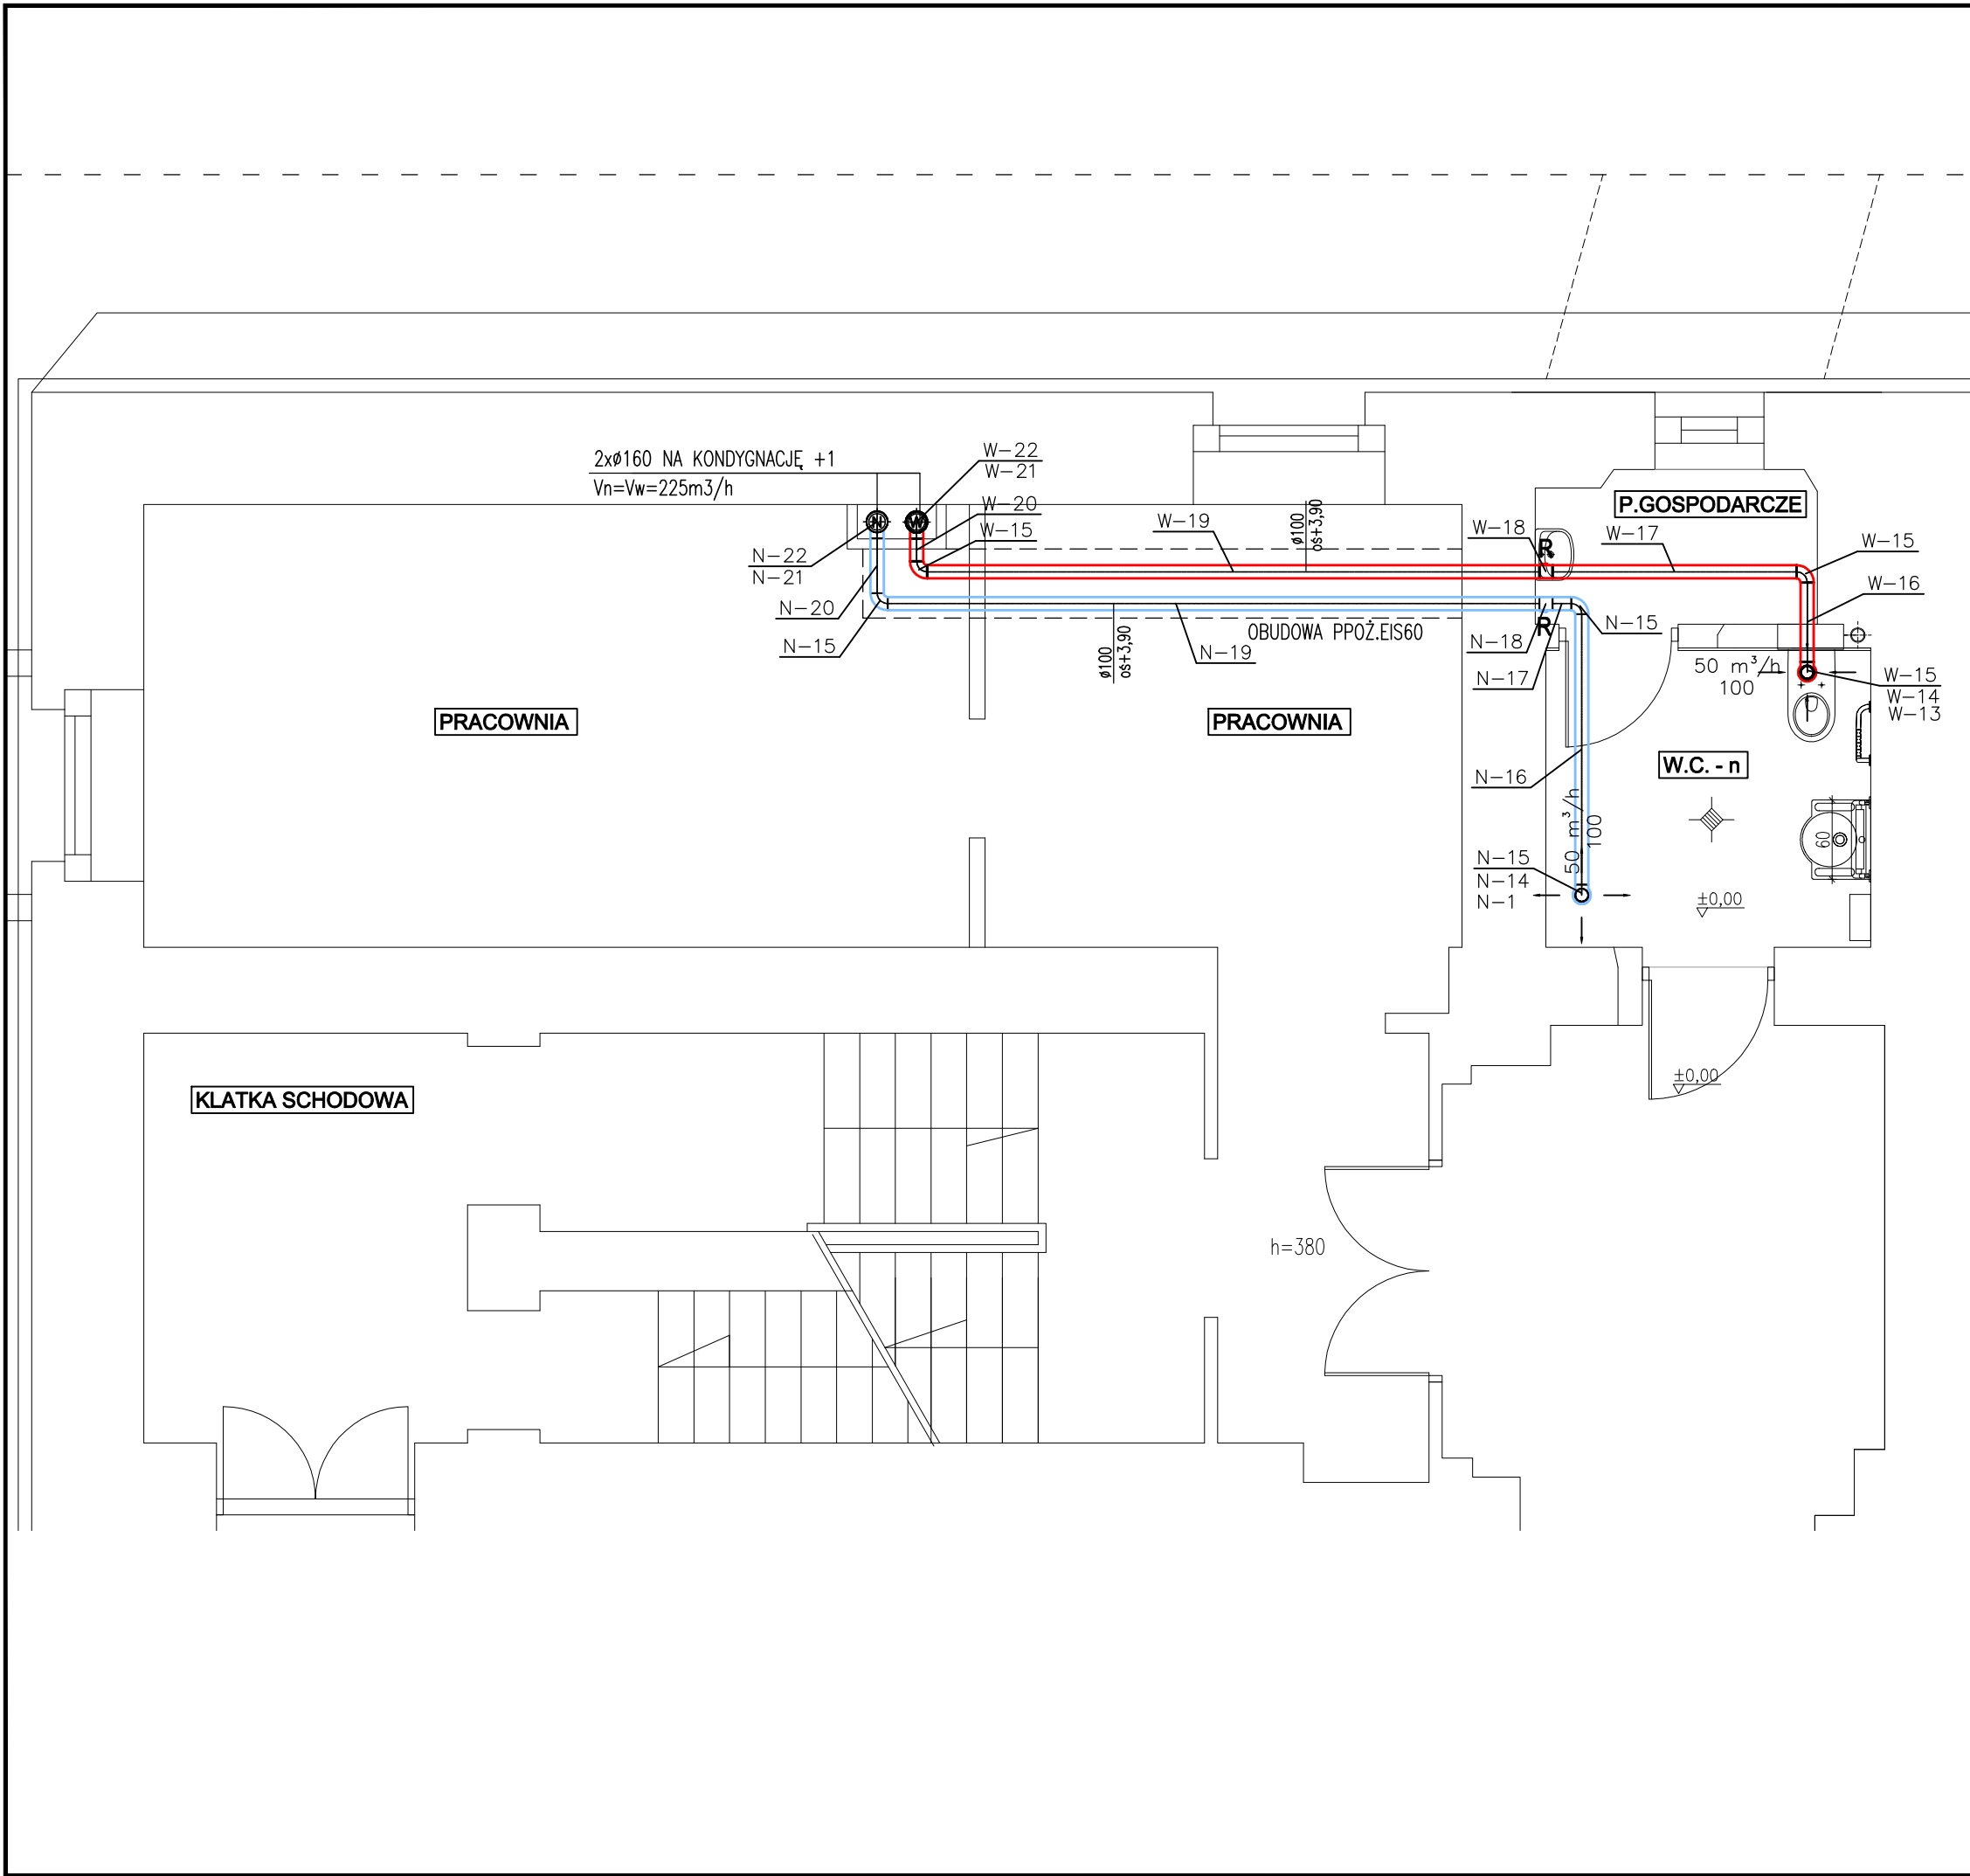 2xø160 NA KONDYGNACJĘ +1
Vn=Vw=225m3/h
W-22
W-21
W-20
W-15
N
W
N-22
N-21
N-20
N-15
W-19
ø100
oś+3,90
W-18
R
P.GOSPODARCZE
W-17
W-15
W-16
ø100
oś+3,90
N-19
OBUDOWA PPOŻ.EIS60
N-18
R
N-15
N-17
50 m³/h
100
W-15
W-14
W-13
PRACOWNIA
PRACOWNIA
W.C. - n
N-16
50 m³/h
100
60
N-15
N-14
N-1
±0,00
±0,00
KLATKA SCHODOWA
h=380